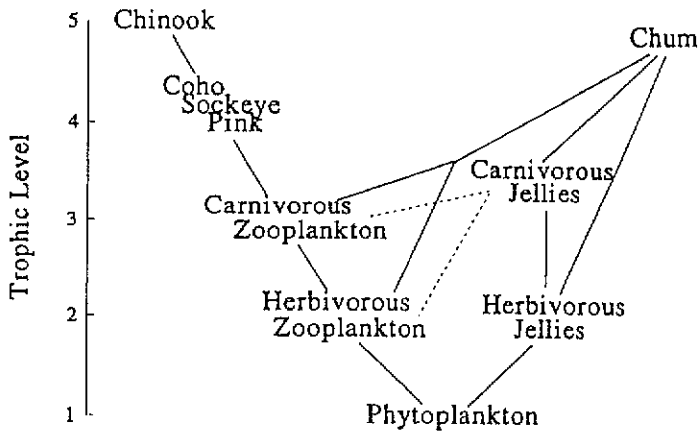 5
Chinook
Chum
Coho
Sockeye
Pink
4
Trophic Level
Carnivorous
Jellies
Carnivorous
Zooplankton
3
Herbivorous
Zooplankton
Herbivorous
Jellies
2
1
Phytoplankton